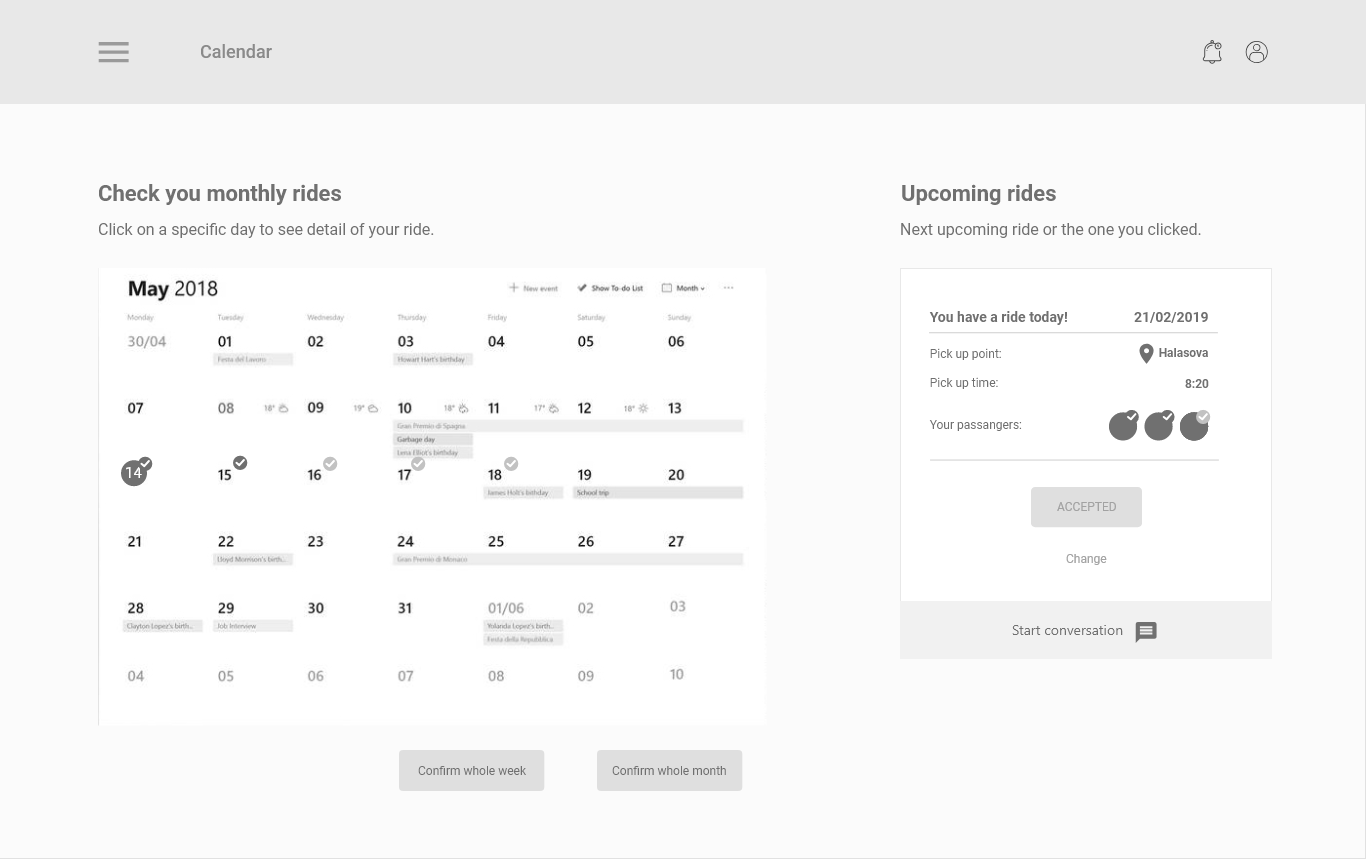 Calendar
Check you monthly rides
Click on a specific day to see detail of your ride.
May 2018
New event
Show To-do List
Month
Monday Tuesday Wednesday Thursday Friday Saturday Sunday
30/04 01 02 03 04 05 06
Festa del Lavoro
Howart Hart's birthday
07 08 18° 09 19° 10 18° 11 17° 12 18° 13
Gran Premio di Spagna
Garbage day
Lena Elliot's birthday
14 15 16 17 18 19 20
James Holt's birthday
School trip
21 22 23 24 25 26 27
Lloyd Morrison's birth..
Gran Premio di Monaco
28 29 30 31 01/06 02 03
Clayton Lopez's birth..
Job Interview
Yolanda Lopez's birth..
Festa della Repubblica
04 05 06 07 08 09 10
Confirm whole week
Confirm whole month
Upcoming rides
Next upcoming ride or the one you clicked.
You have a ride today! 21/02/2019
Pick up point: Halasova
Pick up time: 8:20
Your passangers:
ACCEPTED
Change
Start conversation